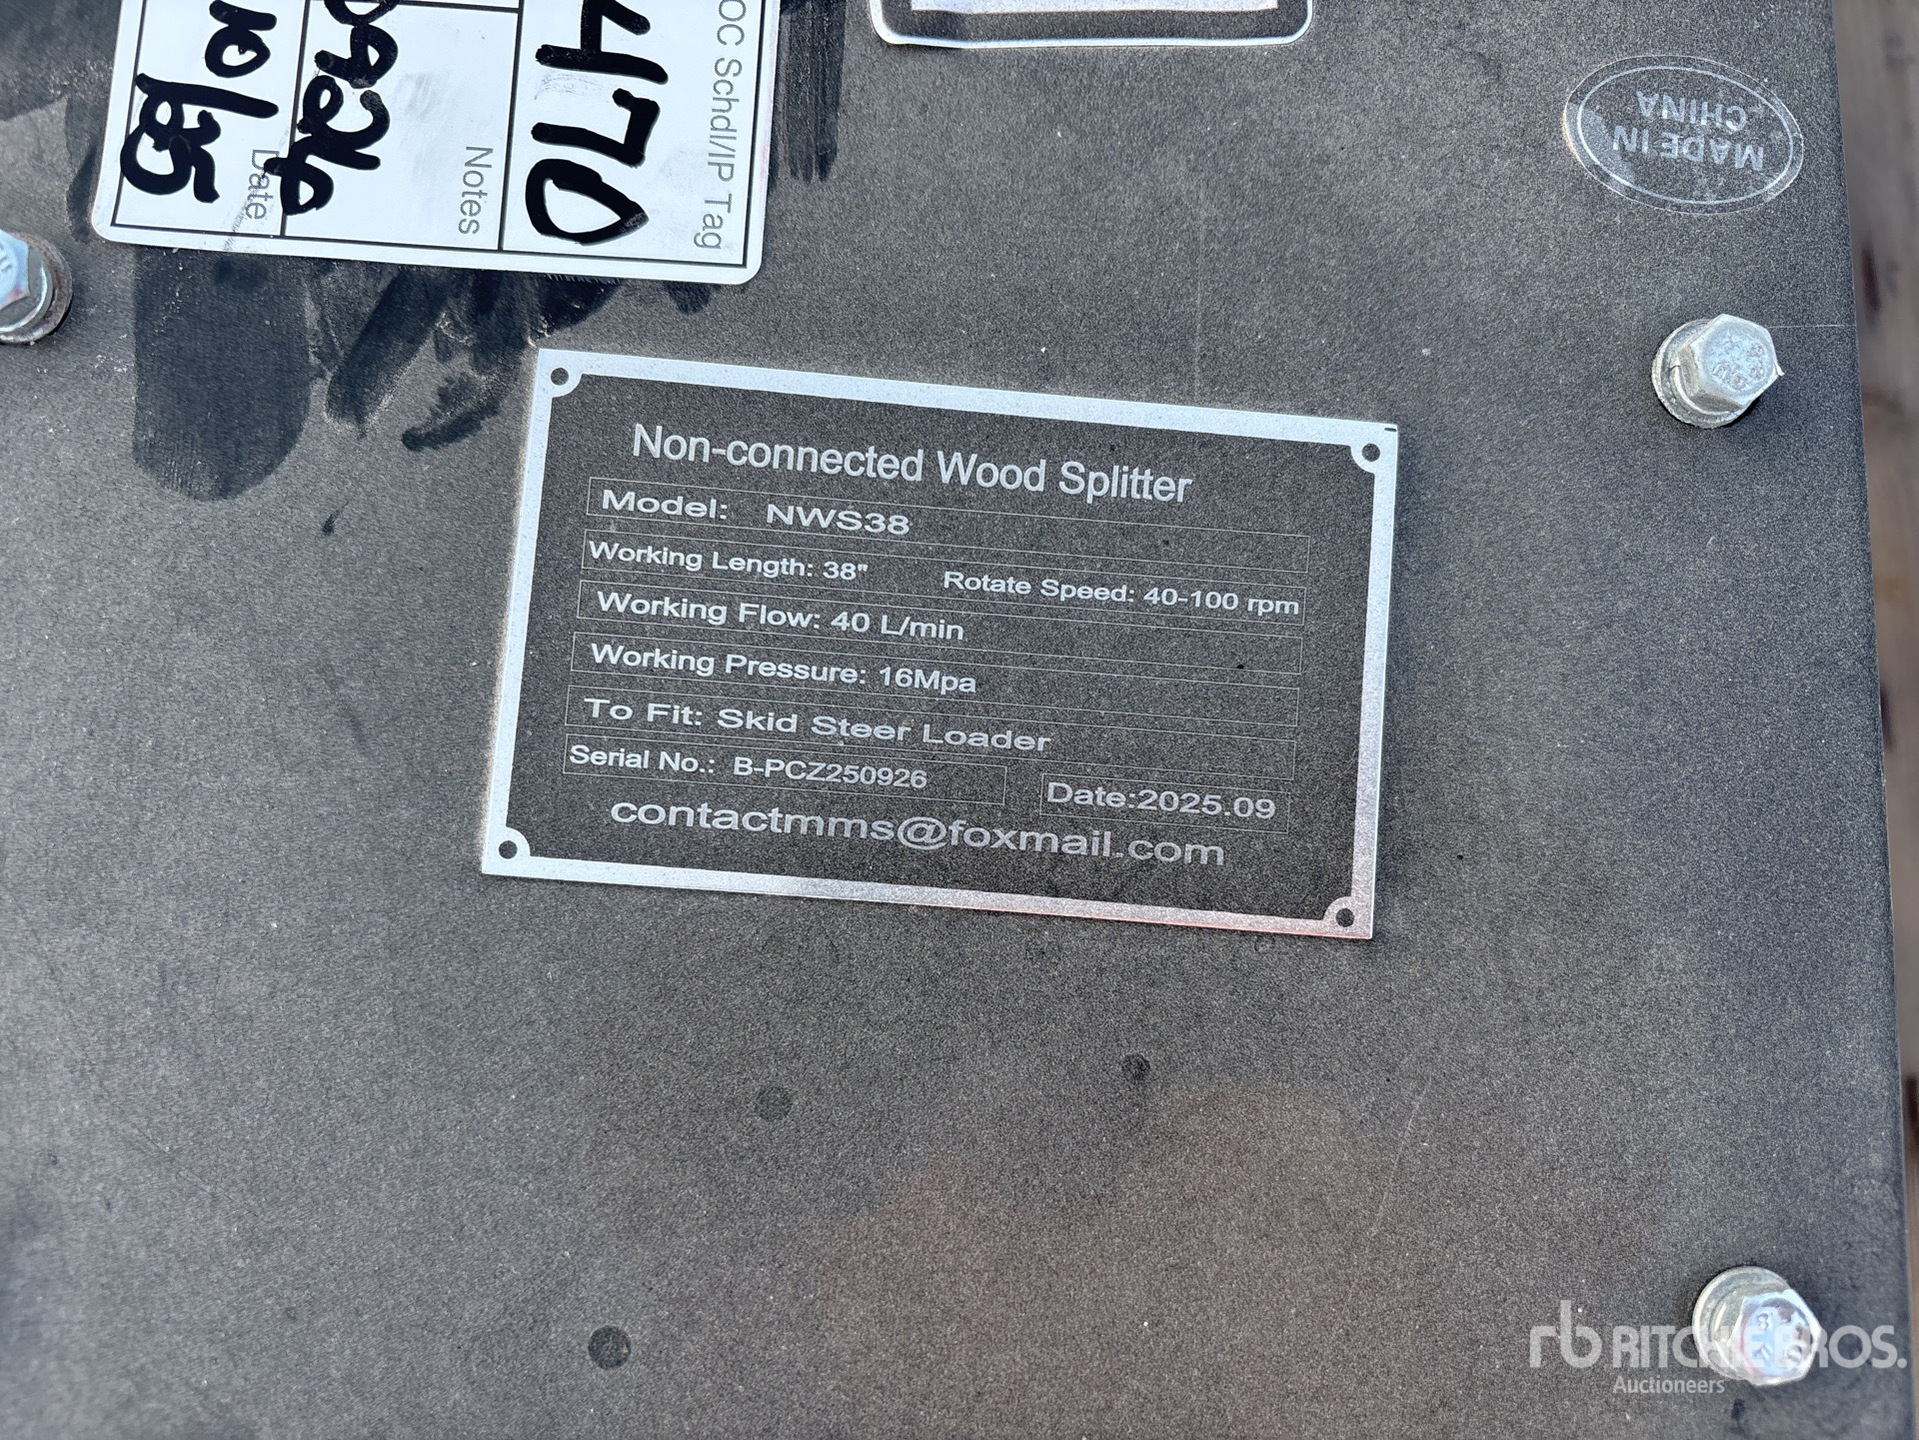 OC Schdl/IP Tag
470
Notes
Date
MADE IN
CHINA
Non-connected Wood Splitter
Model: NWS38
Working Length: 38" Rotate Speed: 40-100 rpm
Working Flow: 40 L/min
Working Pressure: 16Mpa
To Fit: Skid Steer Loader
Serial No.: B-PCZ250926 Date:2025.09
contactmms@foxmail.com
rb RITCHIE BROS.
Auctioneers